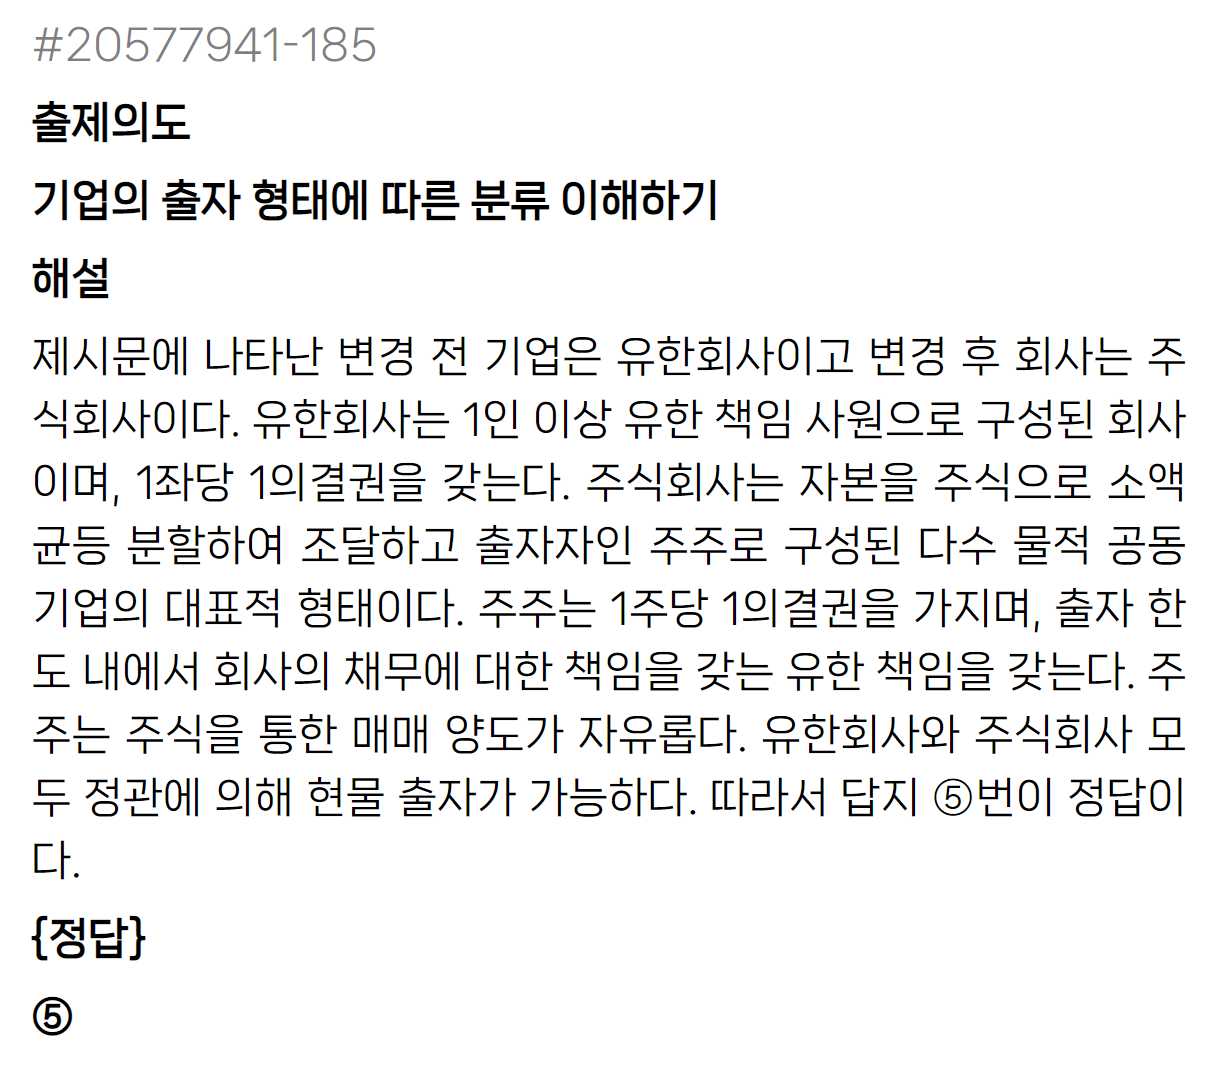 #20577941-185
출제의도
기업의 출자 형태에 따른 분류 이해하기
해설
제시문에 나타난 변경 전 기업은 유한회사이고 변경 후 회사는 주
식회사이다. 유한회사는 1인 이상 유한 책임 사원으로 구성된 회사
이며, 1좌당 1의결권을 갖는다. 주식회사는 자본을 주식으로 소액
균등 분할하여 조달하고 출자자인 주주로 구성된 다수 물적 공동
기업의 대표적 형태이다. 주주는 1주당 1의결권을 가지며, 출자 한
도 내에서 회사의 채무에 대한 책임을 갖는 유한 책임을 갖는다. 주
주는 주식을 통한 매매 양도가 자유롭다. 유한회사와 주식회사 모
두 정관에 의해 현물 출자가 가능하다. 따라서 답지 ⑤번이 정답이
다.
{정답}
⑤